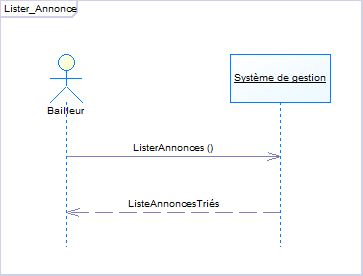 Lister_Annonce
Système de gestion
Bailleur
ListerAnnonces ()
ListeAnnoncesTriés